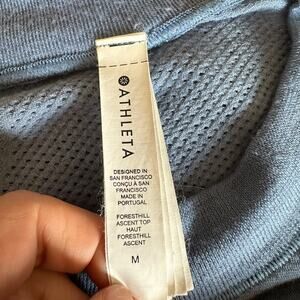 ATHLETA
DESIGNED IN
SAN FRANCISCO
CONÇU À SAN
FRANCISCO
MADE IN
PORTUGAL
FORESTHILL
ASCENT TOP
HAUT
FORESTHILL
ASCENT
M